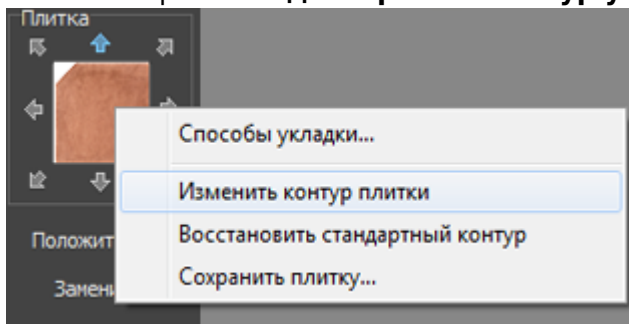 Плитка
Способы укладки...
Изменить контур плитки
Восстановить стандартный контур
Сохранить плитку...